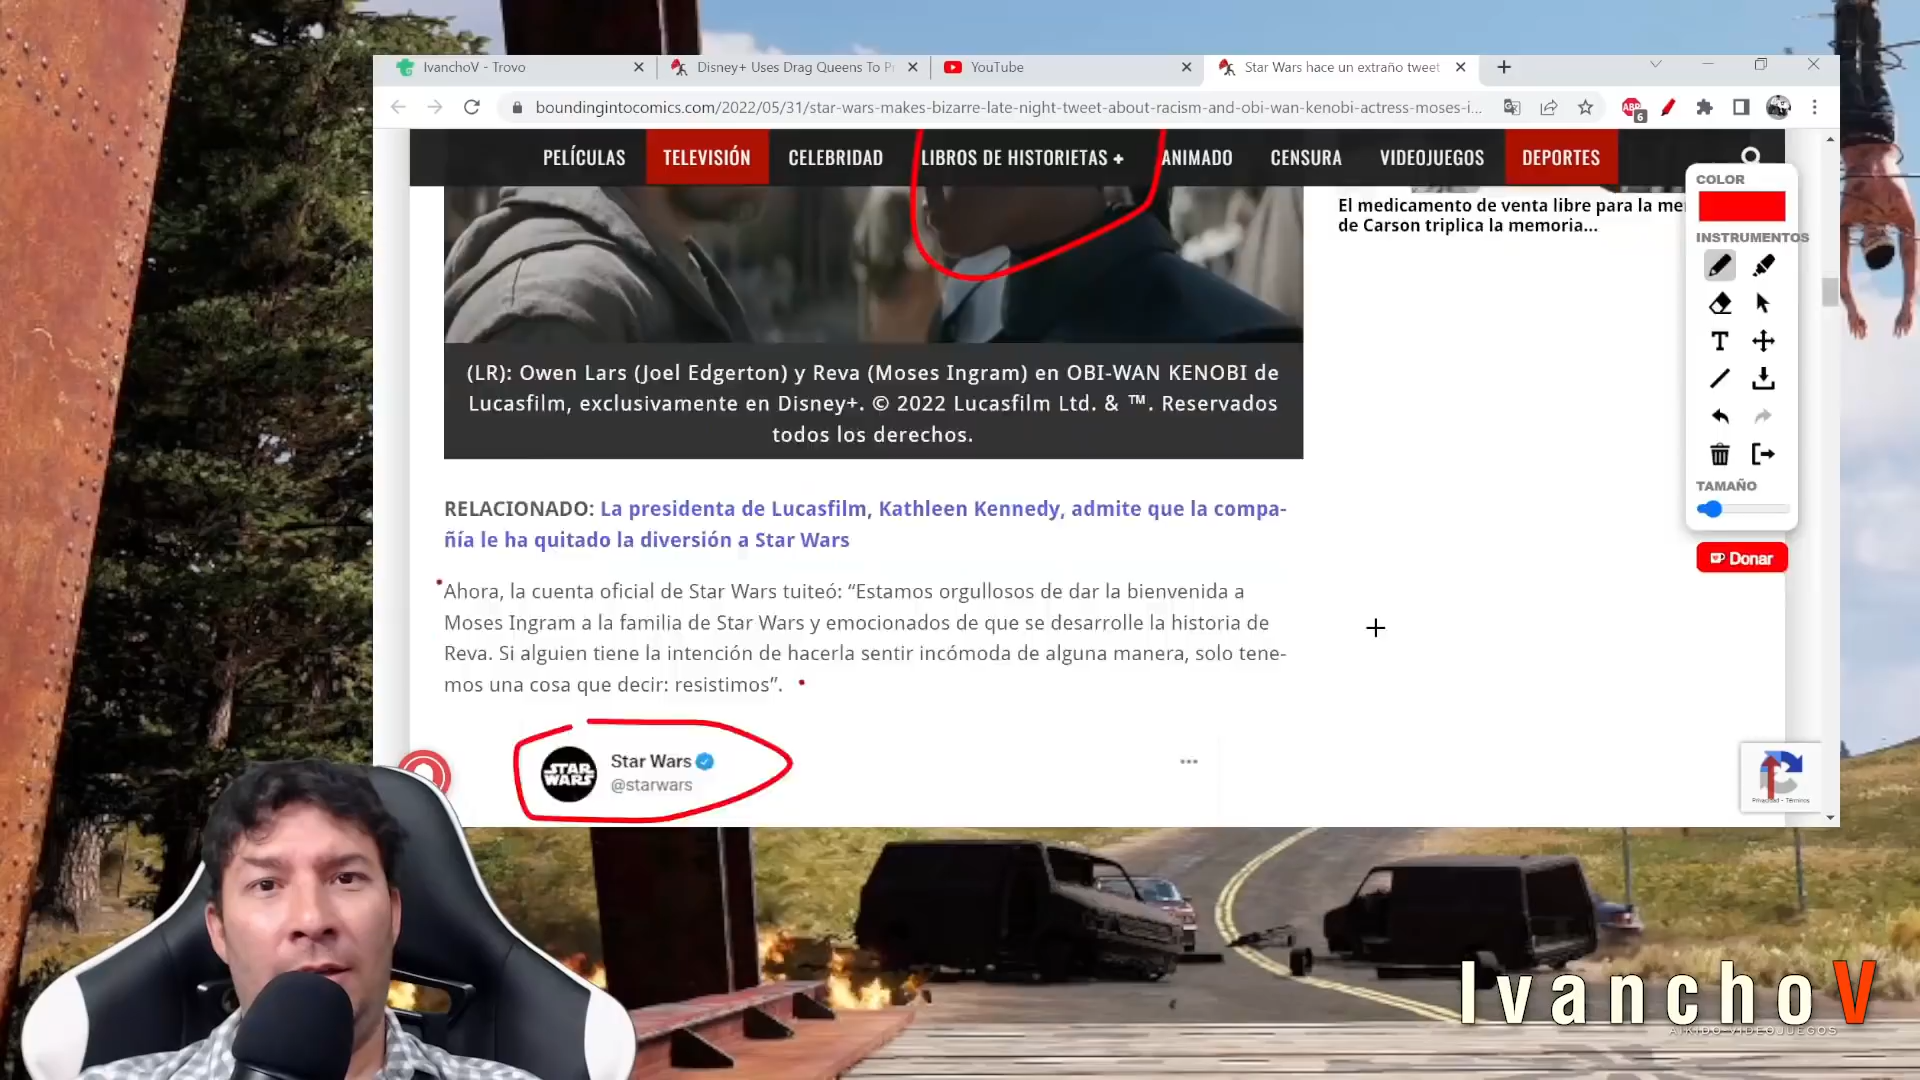 IvanchoV - Trovo
Disney+ Uses Drag Queens To P
YouTube
Star Wars hace un extraño tweet
boundingintocomics.com/2022/05/31/star-wars-makes-bizarre-late-night-tweet-about-racism-and-obi-wan-kenobi-actress-moses-i...
ABP
6
PELÍCULAS
TELEVISIÓN
CELEBRIDAD
LIBROS DE HISTORIETAS +
ANIMADO
CENSURA
VIDEOJUEGOS
DEPORTES
COLOR
INSTRUMENTOS
TAMAÑO
Donar
El medicamento de venta libre para la me
de Carson triplica la memoria...
(LR): Owen Lars (Joel Edgerton) y Reva (Moses Ingram) en OBI-WAN KENOBI de
Lucasfilm, exclusivamente en Disney+. © 2022 Lucasfilm Ltd. & ™. Reservados
todos los derechos.
RELACIONADO: La presidenta de Lucasfilm, Kathleen Kennedy, admite que la compa-
ñía le ha quitado la diversión a Star Wars
Ahora, la cuenta oficial de Star Wars tuiteó: “Estamos orgullosos de dar la bienvenida a
Moses Ingram a la familia de Star Wars y emocionados de que se desarrolle la historia de
Reva. Si alguien tiene la intención de hacerla sentir incómoda de alguna manera, solo tene-
mos una cosa que decir: resistimos”.
STAR
WARS
Star Wars
@starwars
Privacidad - Términos
IvanchoV
AIKIDO-VIDEOJUEGOS